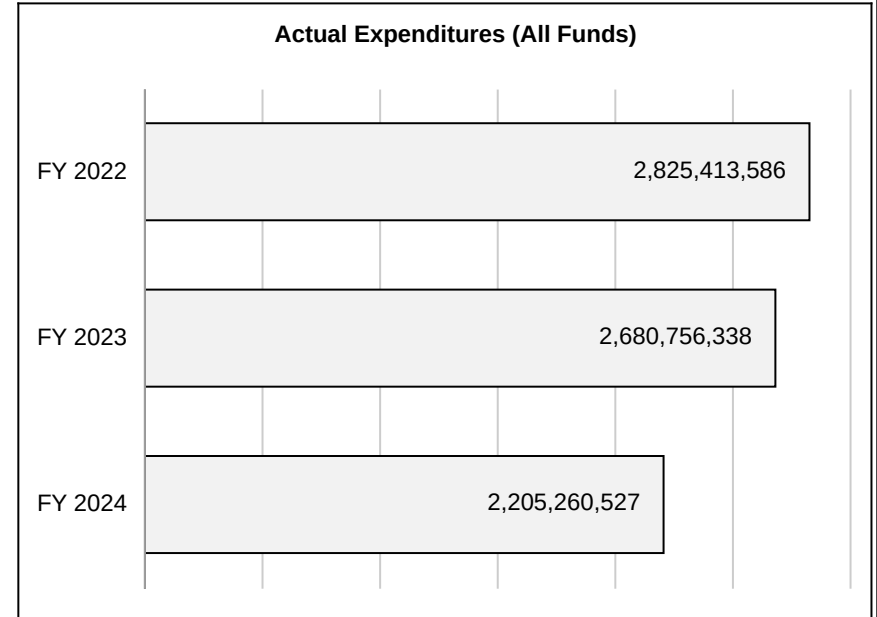 Actual Expenditures (All Funds)
FY 2022 2,825,413,586
FY 2023 2,680,756,338
FY 2024 2,205,260,527